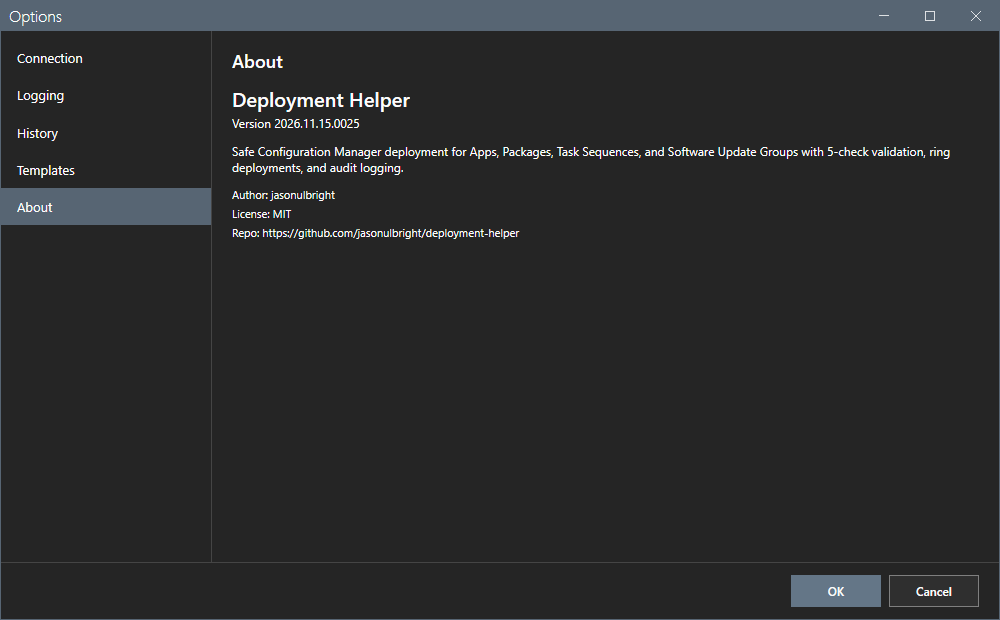 Options
Connection
Logging
History
Templates
About
About
Deployment Helper
Version 2026.11.15.0025
Safe Configuration Manager deployment for Apps, Packages, Task Sequences, and Software Update Groups with 5-check validation, ring
deployments, and audit logging.
Author: jasonulbright
License: MIT
Repo: https://github.com/jasonulbright/deployment-helper
OK
Cancel